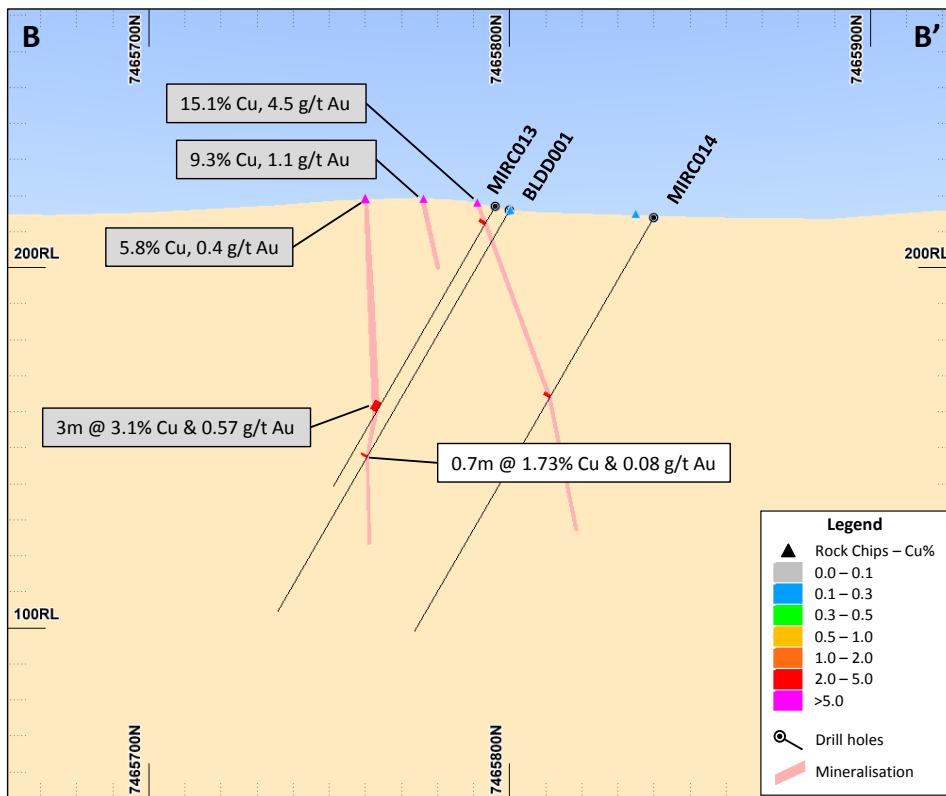 B
B’
7465700N
7465800N
7465900N
15.1% Cu, 4.5 g/t Au
9.3% Cu, 1.1 g/t Au
MIRC013
BLDD001
MIRC014
5.8% Cu, 0.4 g/t Au
200RL
200RL
3m @ 3.1% Cu & 0.57 g/t Au
0.7m @ 1.73% Cu & 0.08 g/t Au
100RL
7465700N
7465800N
Legend
Rock Chips – Cu%
0.0 – 0.1
0.1 – 0.3
0.3 – 0.5
0.5 – 1.0
1.0 – 2.0
2.0 – 5.0
>5.0
Drill holes
Mineralisation